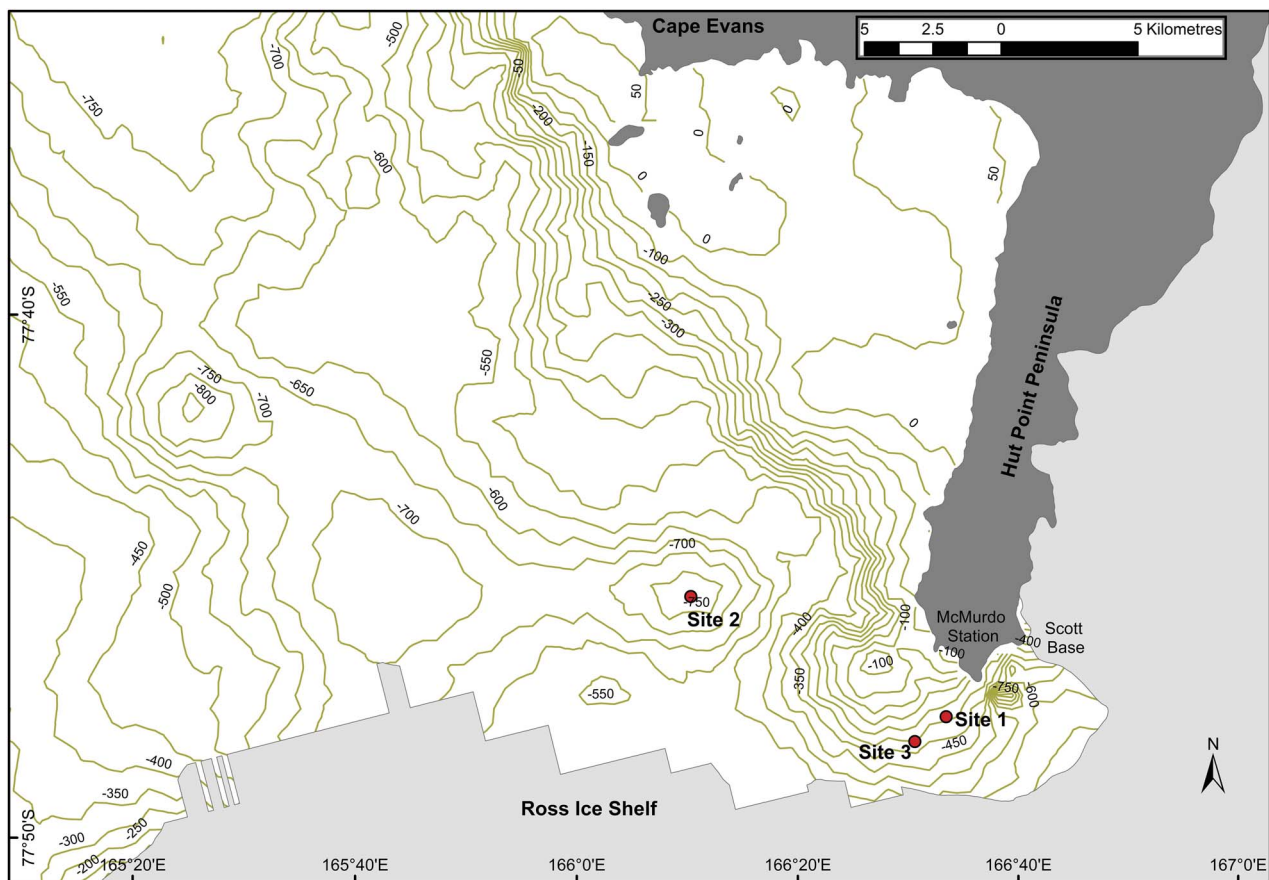 Cape Evans
5 2.5 0 5 Kilometres
-500
-700
-50
-750
50
0
-200
-150
0
-600
0
50
0
-100
-550
-250
-300
77°40'S
Hut Point Peninsula
-550
-750
-800
-650
-700
0
-600
-700
-450
-700
-500
-750
Site 2
-100
-400
McMurdo
Station
Scott
Base
-400
-100
-100
-350
-750
-600
-550
Site 1
-450
Site 3
N
-400
-350
Ross Ice Shelf
-300
-250
-200
77°50'S
165°20'E
165°40'E
166°0'E
166°20'E
166°40'E
167°0'E